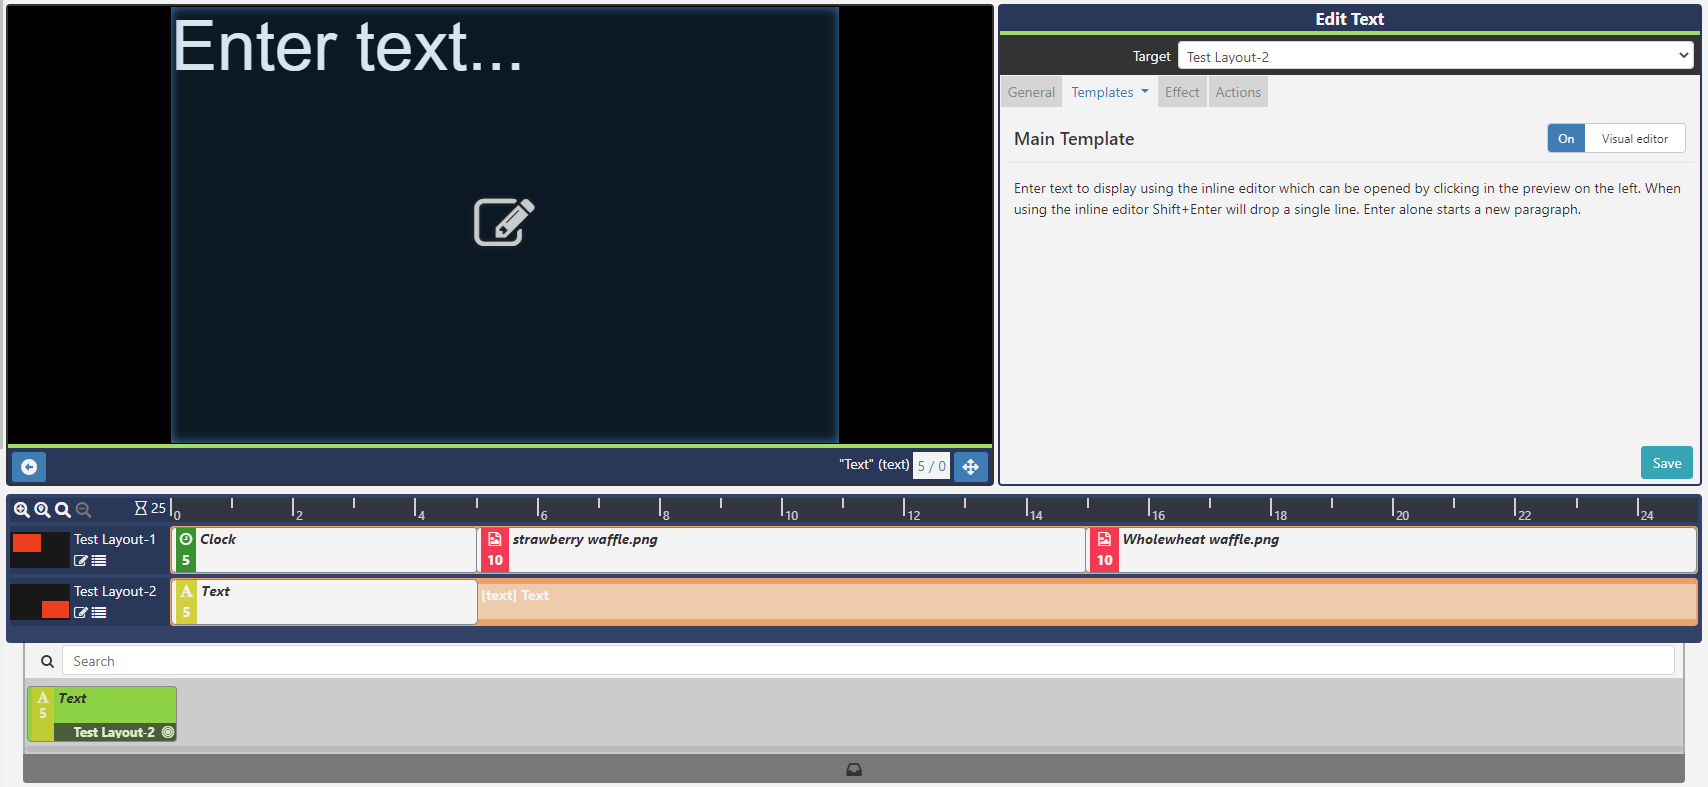 Enter text...
"Text" (text) 5 / 0
Edit Text
Target Test Layout-2
General Templates Effect Actions
Main Template
On Visual editor
Enter text to display using the inline editor which can be opened by clicking in the preview on the left. When
using the inline editor Shift+Enter will drop a single line. Enter alone starts a new paragraph.
Save
25 0 2 4 6 8 10 12 14 16 18 20 22 24
Test Layout-1 Clock strawberry waffle.png Wholewheat waffle.png
5 10 10
Test Layout-2 A Text
[text] Text
5
Search
A Text
5
Test Layout-2